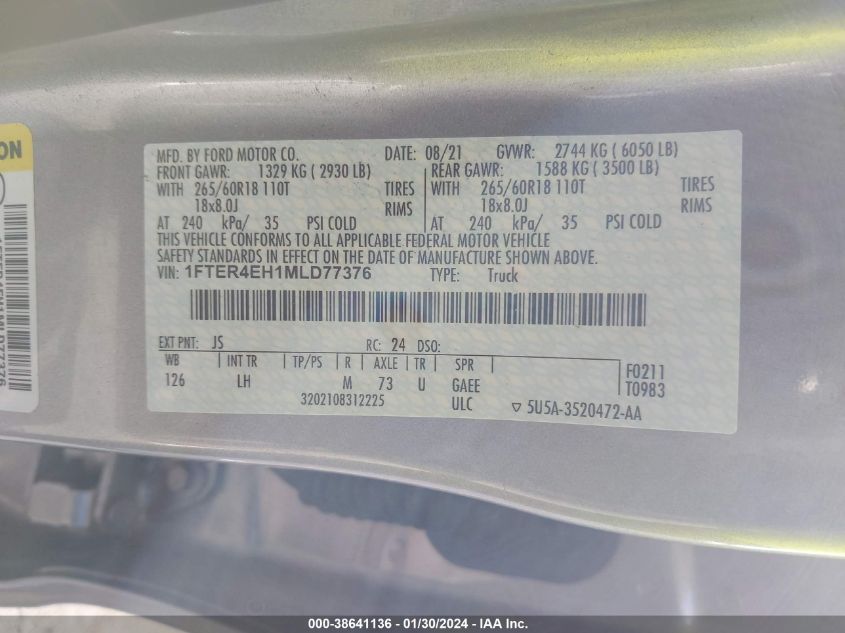 ON
MFD. BY FORD MOTOR CO. DATE: 08/21 GVWR: 2744 KG ( 6050 LB)
FRONT GAWR: 1329 KG ( 2930 LB) REAR GAWR: 1588 KG ( 3500 LB)
WITH 265/60R18 110T TIRES WITH 265/60R18 110T TIRES
18x8.0J RIMS 18x8.0J RIMS
AT 240 kPa/ 35 PSI COLD AT 240 kPa/ 35 PSI COLD
THIS VEHICLE CONFORMS TO ALL APPLICABLE FEDERAL MOTOR VEHICLE
SAFETY STANDARDS IN EFFECT ON THE DATE OF MANUFACTURE SHOWN ABOVE.
VIN: 1FTER4EH1MLD77376 TYPE: Truck
EXT PNT: JS RC: 24 DSO:
WB INT TR TP/PS R AXLE TR SPR
126 LH M 73 U GAEE
F0211
T0983
3202108312225 ULC ▽ 5U5A-3520472-AA
1FTER4EH1MLD77376
000-38641136 - 01/30/2024 - IAA Inc.